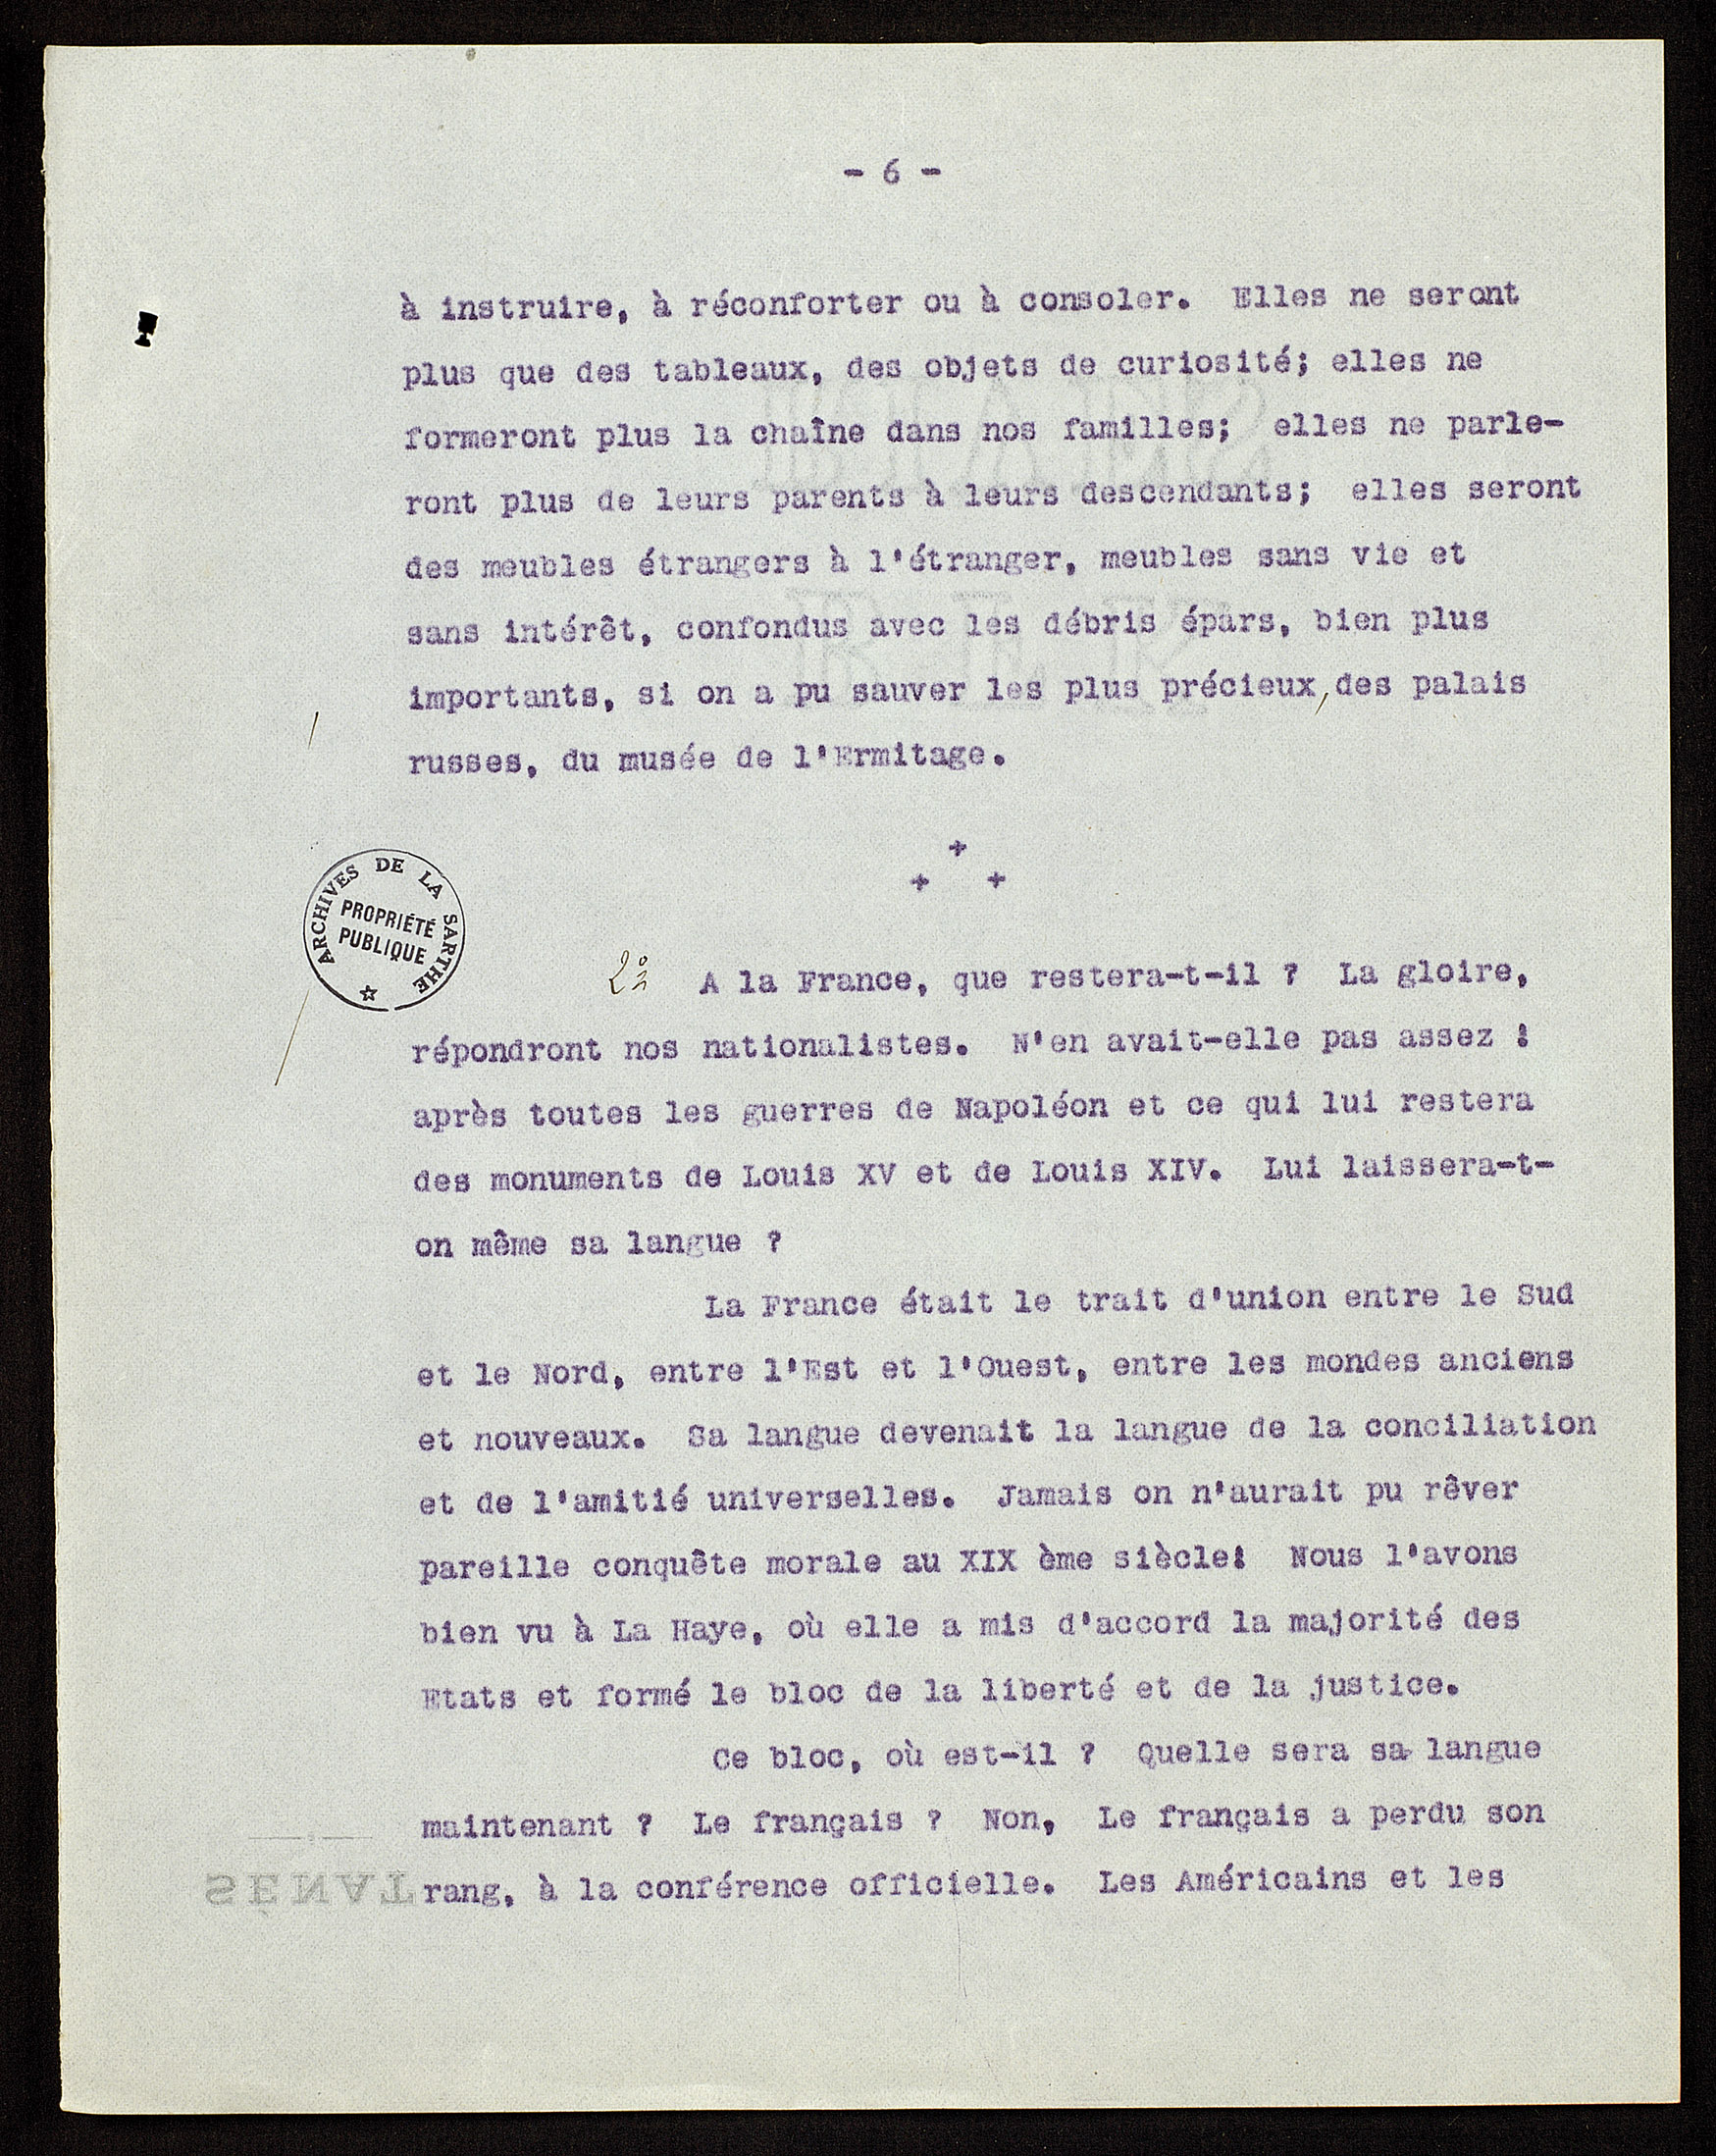 - 6 -
à instruire, à réconforter ou à consoler. Elles ne seront
plus que des tableaux, des objets de curiosité; elles ne
formeront plus la chaîne dans nos familles; elles ne parle-
ront plus de leurs parents à leurs descendants; elles seront
des meubles étrangers à l'étranger, meubles sans vie et
sans intérêt, confondus avec les débris épars, bien plus
importants, si on a pu sauver les plus précieux, des palais
russes, du musée de l'Ermitage.
+
+ +
ARCHIVES DE LA SARTHE
PROPRIÉTÉ
PUBLIQUE
2° A la France, que restera-t-il ? La gloire,
répondront nos nationalistes. N'en avait-elle pas assez !
après toutes les guerres de Napoléon et ce qui lui restera
des monuments de Louis XV et de Louis XIV. Lui laissera-t-
on même sa langue ?
La France était le trait d'union entre le Sud
et le Nord, entre l'Est et l'Ouest, entre les mondes anciens
et nouveaux. Sa langue devenait la langue de la conciliation
et de l'amitié universelles. Jamais on n'aurait pu rêver
pareille conquête morale au XIX ème siècle! Nous l'avons
bien vu à La Haye, où elle a mis d'accord la majorité des
Etats et formé le bloc de la liberté et de la justice.
Ce bloc, où est-il ? Quelle sera sa langue
maintenant ? Le français ? Non, Le français a perdu son
rang, à la conférence officielle. Les Américains et les
SÉNAT